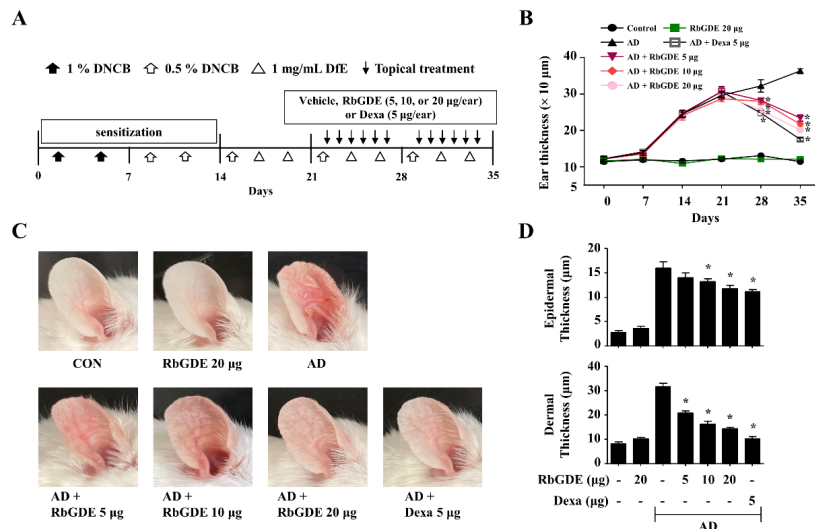 A
1 % DNCB 0.5 % DNCB 1 mg/mL DfE Topical treatment
Vehicle, RbGDE (5, 10, or 20 µg/ear)
or Dexa (5 µg/ear)
sensitization
0 7 14 21 28 35
Days
B
Control
RbGDE 20 µg
AD
AD + Dexa 5 µg
AD + RbGDE 5 µg
AD + RbGDE 10 µg
AD + RbGDE 20 µg
Ear thickness (× 10 µm)
40
30
20
10
5
* * * * * * * *
0 7 14 21 28 35
Days
C
CON
RbGDE 20 µg
AD
AD +
RbGDE 5 µg
AD +
RbGDE 10 µg
AD +
RbGDE 20 µg
AD +
Dexa 5 µg
D
Epidermal
Thickness (µm)
20
15
10
5
0
* * *
Dermal
Thickness (µm)
40
30
20
10
0
* * * *
RbGDE (µg) - 20 - 5 10 20 -
Dexa (µg) - - - - - - 5
AD